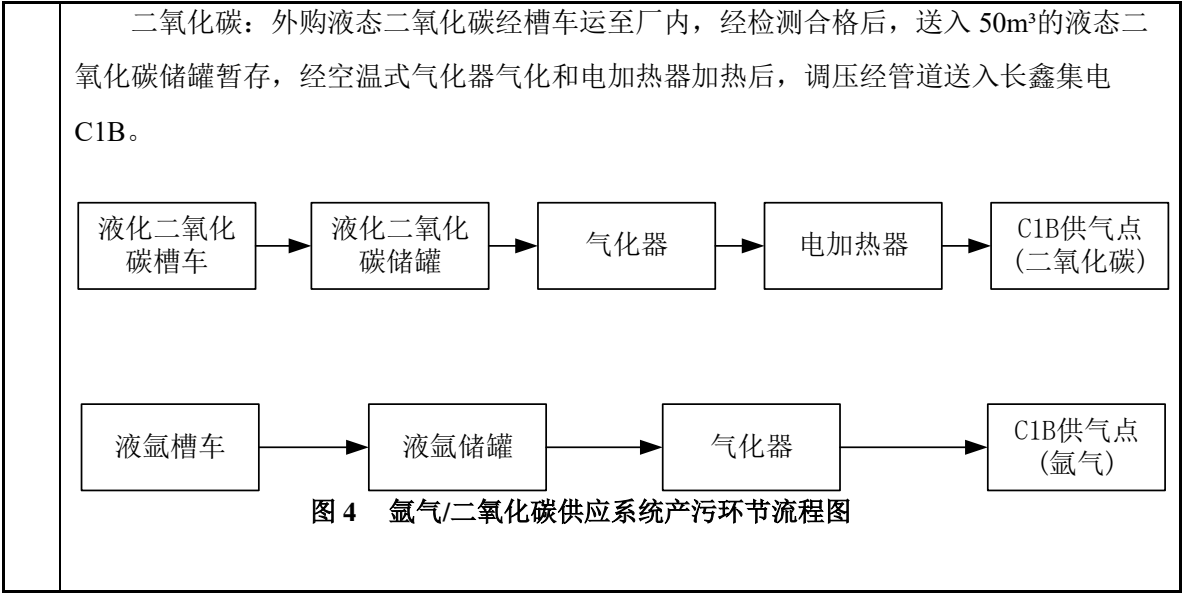 二氧化碳：外购液态二氧化碳经槽车运至厂内，经检测合格后，送入 50m³的液态二
氧化碳储罐暂存，经空温式气化器气化和电加热器加热后，调压经管道送入长鑫集电
C1B。
液化二氧化
碳槽车
液化二氧化
碳储罐
气化器
电加热器
C1B供气点
(二氧化碳)
液氩槽车
液氩储罐
气化器
C1B供气点
(氩气)
图 4 氩气/二氧化碳供应系统产污环节流程图